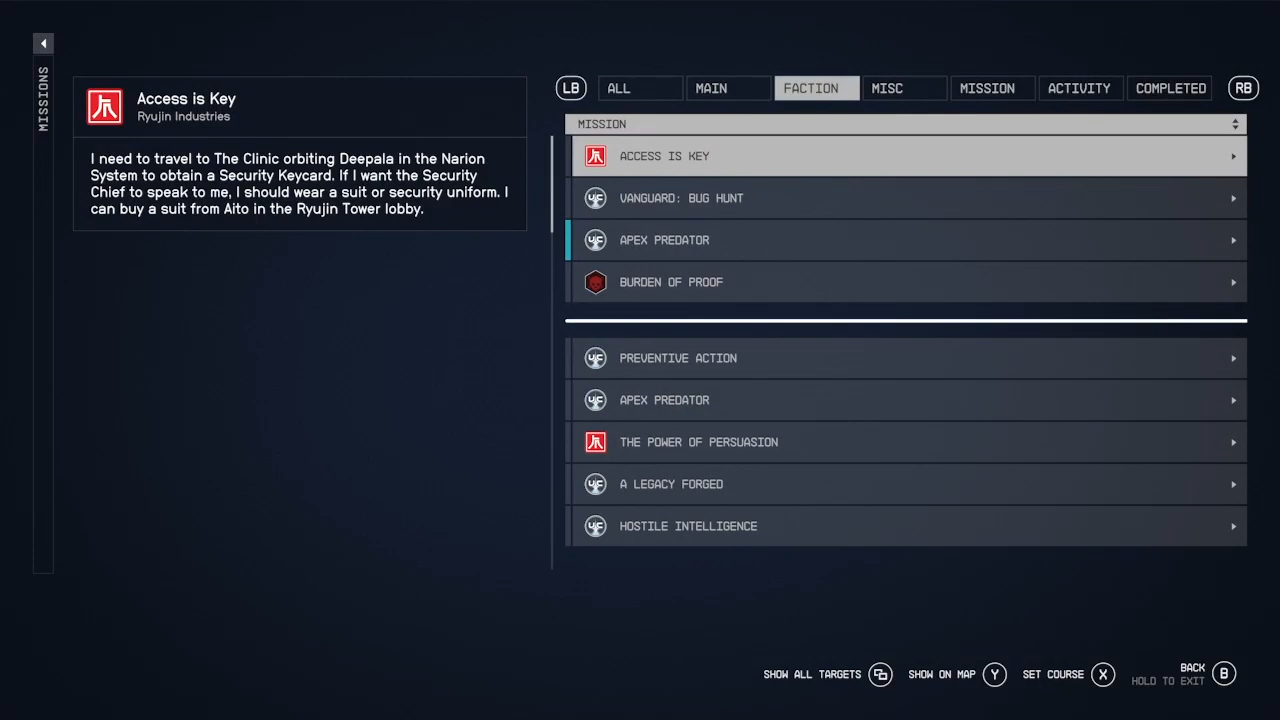 MISSIONS
Access is Key
Ryujin Industries
I need to travel to The Clinic orbiting Deepala in the Narion
System to obtain a Security Keycard. If I want the Security
Chief to speak to me, I should wear a suit or security uniform. I
can buy a suit from Aito in the Ryujin Tower lobby.
LB ALL MAIN FACTION MISC MISSION ACTIVITY COMPLETED RB
MISSION
ACCESS IS KEY
VANGUARD: BUG HUNT
APEX PREDATOR
BURDEN OF PROOF
PREVENTIVE ACTION
APEX PREDATOR
THE POWER OF PERSUASION
A LEGACY FORGED
HOSTILE INTELLIGENCE
SHOW ALL TARGETS SHOW ON MAP Y SET COURSE X BACK B
HOLD TO EXIT